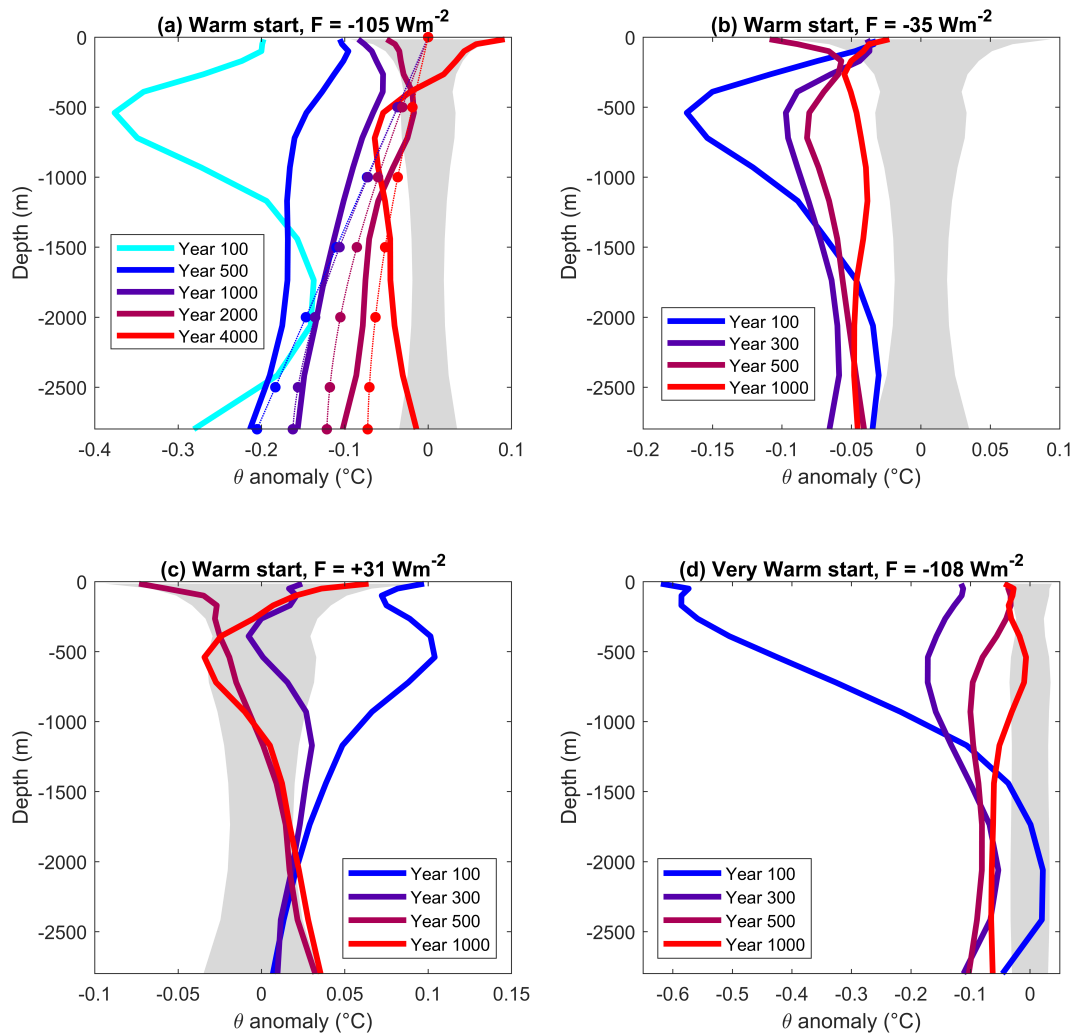 (a) Warm start, F = -105 Wm-2
0
-500
-1000
-1500
-2000
-2500
Depth (m)
Year 100
Year 500
Year 1000
Year 2000
Year 4000
-0.4 -0.3 -0.2 -0.1 0 0.1
θ anomaly (°C)
(b) Warm start, F = -35 Wm-2
0
-500
-1000
-1500
-2000
-2500
Depth (m)
Year 100
Year 300
Year 500
Year 1000
-0.2 -0.15 -0.1 -0.05 0 0.05 0.1
θ anomaly (°C)
(c) Warm start, F = +31 Wm-2
0
-500
-1000
-1500
-2000
-2500
Depth (m)
Year 100
Year 300
Year 500
Year 1000
-0.1 -0.05 0 0.05 0.1 0.15
θ anomaly (°C)
(d) Very Warm start, F = -108 Wm-2
0
-500
-1000
-1500
-2000
-2500
Depth (m)
Year 100
Year 300
Year 500
Year 1000
-0.6 -0.5 -0.4 -0.3 -0.2 -0.1 0
θ anomaly (°C)